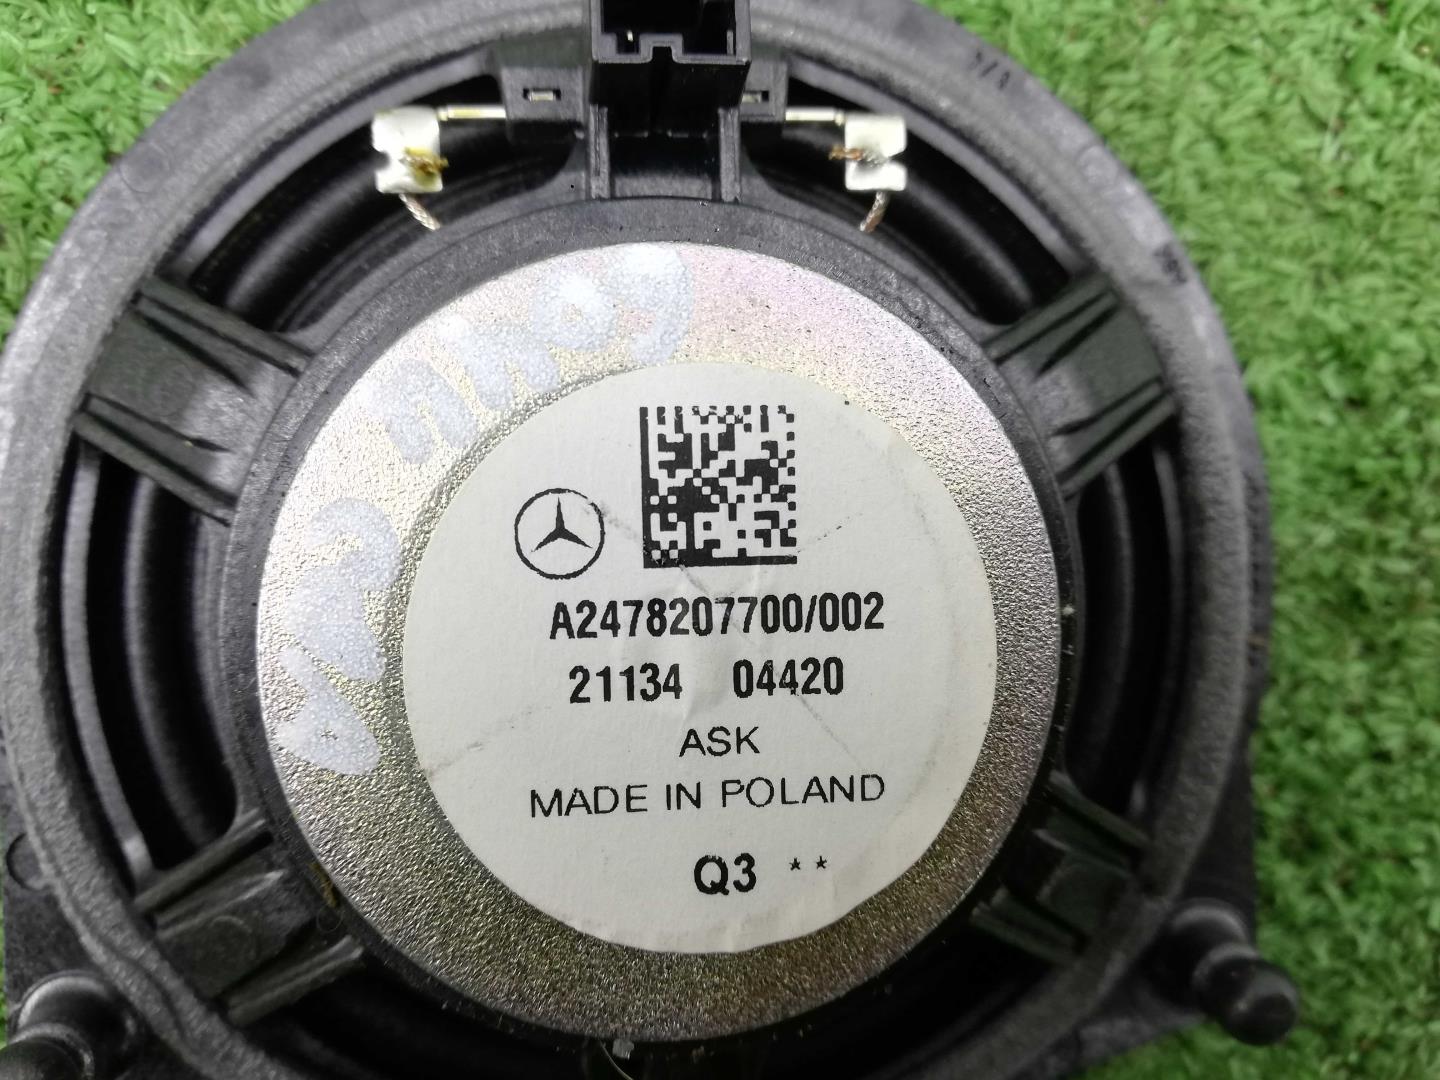 A2478207700/002
21134 04420
ASK
MADE IN POLAND
Q3 **